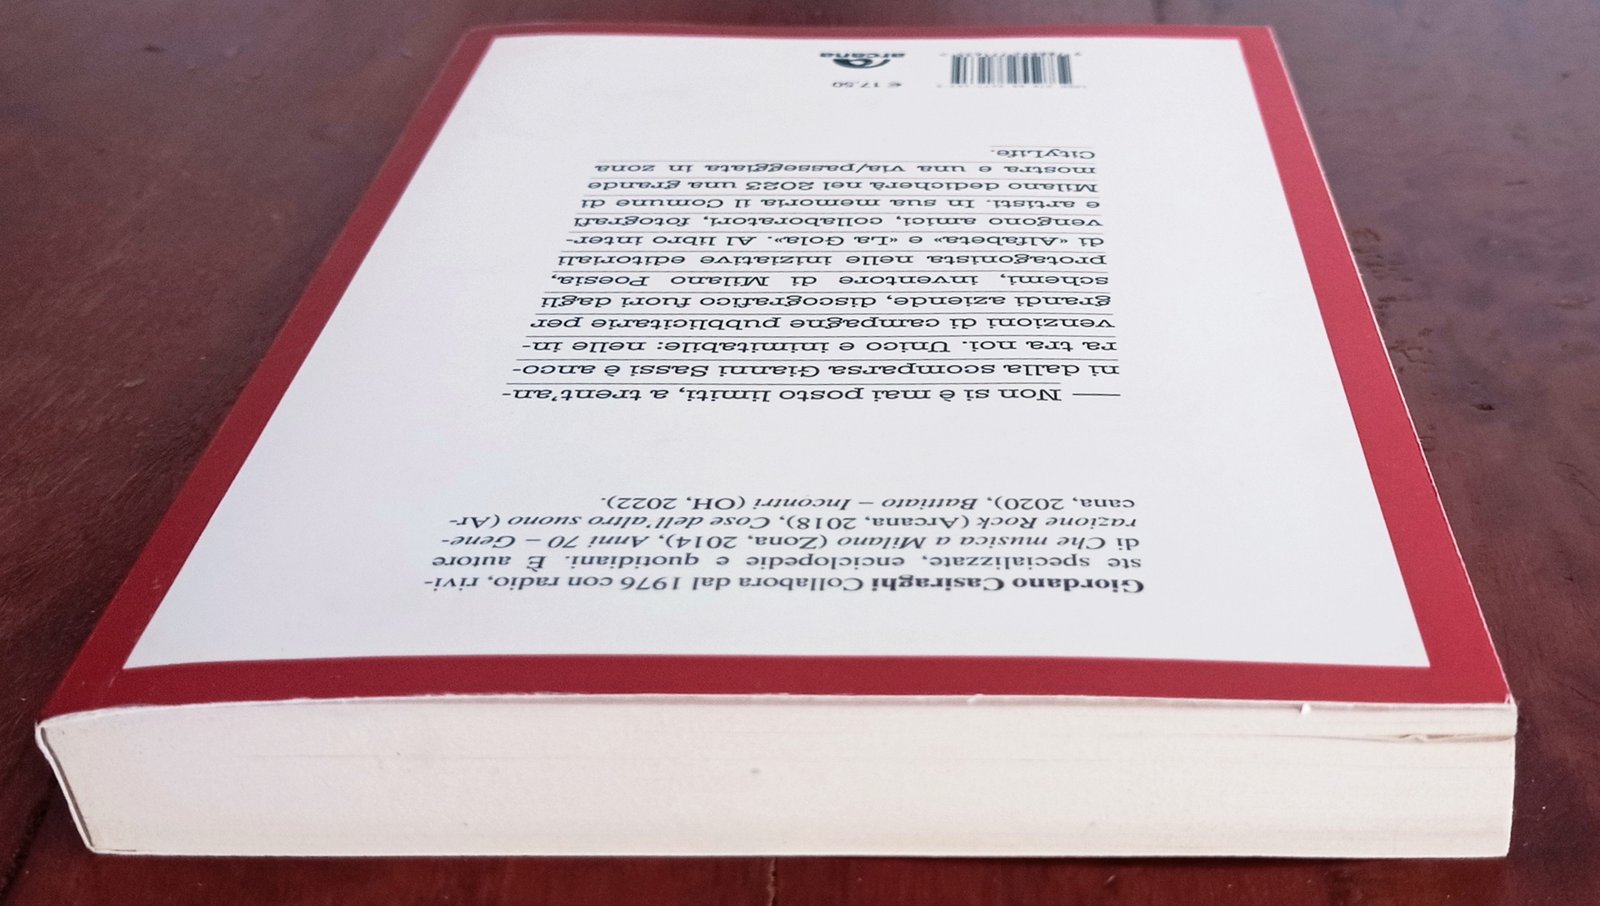 Giordano Casiraghi Collabora dal 1976 con radio, rivi-
ste specializzate, enciclopedie e quotidiani. È autore
di Che musica a Milano (Zona, 2014), Anni 70 – Gene-
razione Rock (Arcana, 2018), Cose dell'altro suono (Ar-
cana, 2020), Battiato – Incontri (OH, 2022).
— Non si è mai posto limiti, a trent'an-
ni dalla scomparsa Gianni Sassi è anco-
ra tra noi. Unico e inimitabile: nelle in-
venzioni di campagne pubblicitarie per
grandi aziende, discografico fuori dagli
schemi, inventore di Milano Poesia,
protagonista nelle iniziative editoriali
di «Alfabeta» e «La Gola». Al libro inter-
vengono amici, collaboratori, fotografi
e artisti. In sua memoria il Comune di
Milano dedicherà nel 2023 una grande
mostra e una via/passeggiata in zona
CityLife.
€ 17,50
arcana